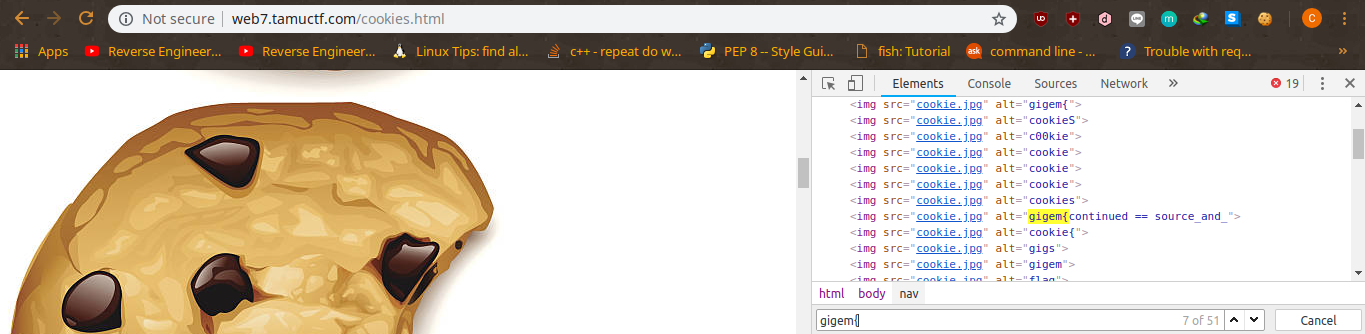 Not secure | web7.tamuctf.com/cookies.html
Apps Reverse Engineer... Reverse Engineer... Linux Tips: find al... c++ - repeat do w... PEP 8 -- Style Gui... fish: Tutorial command line - ... Trouble with req... »
Elements Console Sources Network » 19
<img src="cookie.jpg" alt="gigem{">
<img src="cookie.jpg" alt="cookieS">
<img src="cookie.jpg" alt="c00kie">
<img src="cookie.jpg" alt="cookie">
<img src="cookie.jpg" alt="cookie">
<img src="cookie.jpg" alt="cookie">
<img src="cookie.jpg" alt="cookies">
<img src="cookie.jpg" alt="gigem{continued == source_and_">
<img src="cookie.jpg" alt="cookie{">
<img src="cookie.jpg" alt="gigs">
<img src="cookie.jpg" alt="gigem">
<img src="cookie.jpg" alt="flag">
html body nav
gigem{ 7 of 51 Cancel